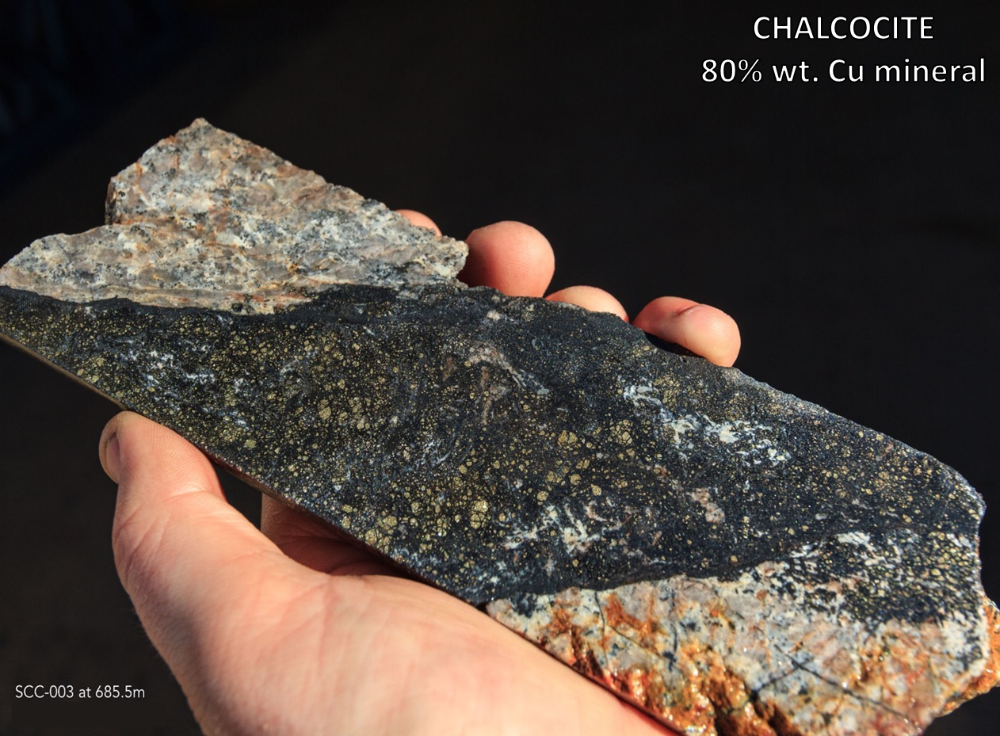 CHALCOCITE
80% wt. Cu mineral
SCC-003 at 685.5m